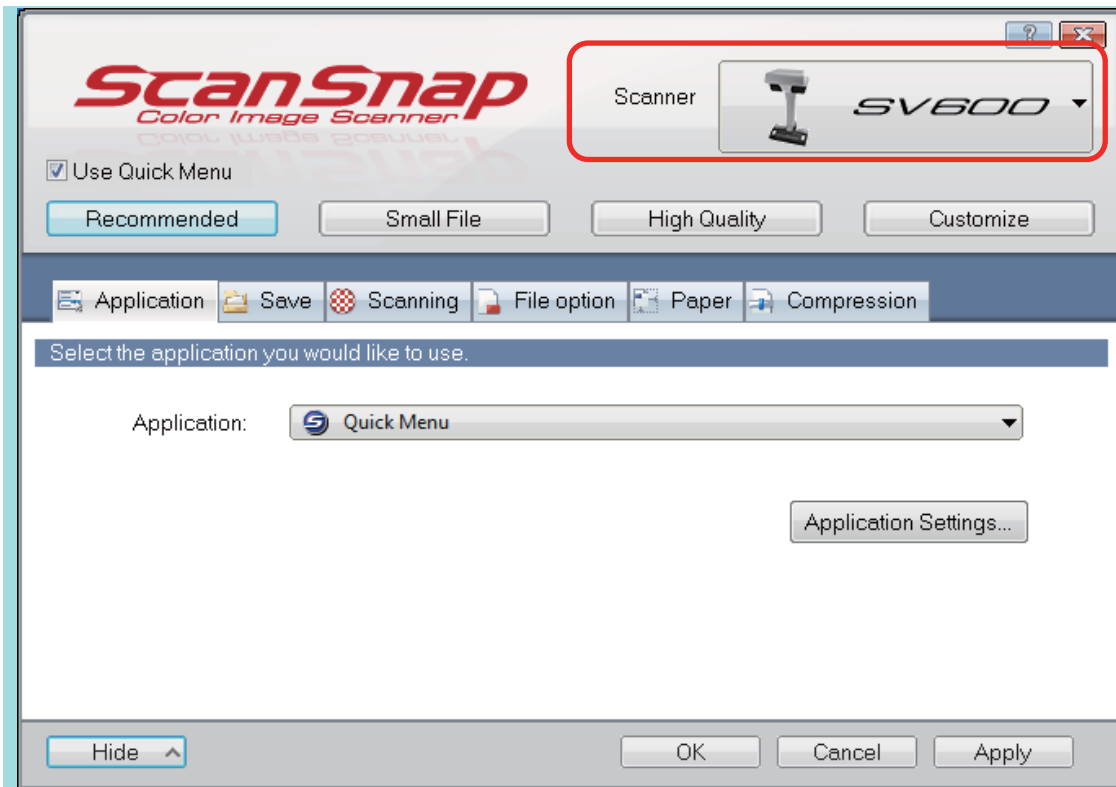 ScanSnap
Color Image Scanner
Scanner
SV600
Use Quick Menu
Recommended
Small File
High Quality
Customize
Application
Save
Scanning
File option
Paper
Compression
Select the application you would like to use.
Application:
Quick Menu
Application Settings...
Hide
OK
Cancel
Apply